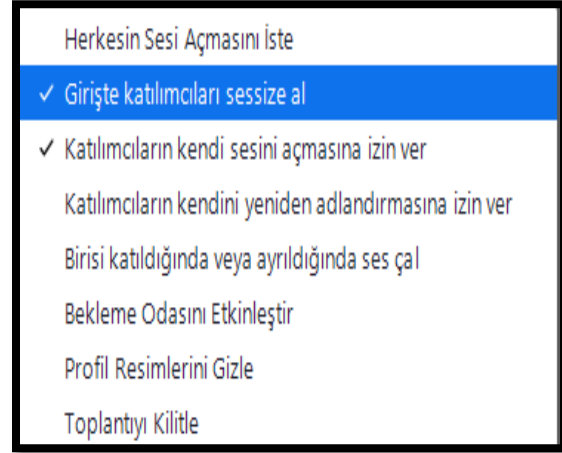 Herkesin Sesi Açmasını İste
✓ Girişte katılımcıları sessize al
✓ Katılımcıların kendi sesini açmasına izin ver
Katılımcıların kendini yeniden adlandırmasına izin ver
Birisi katıldığında veya ayrıldığında ses çal
Bekleme Odasını Etkinleştir
Profil Resimlerini Gizle
Toplantıyı Kilitle